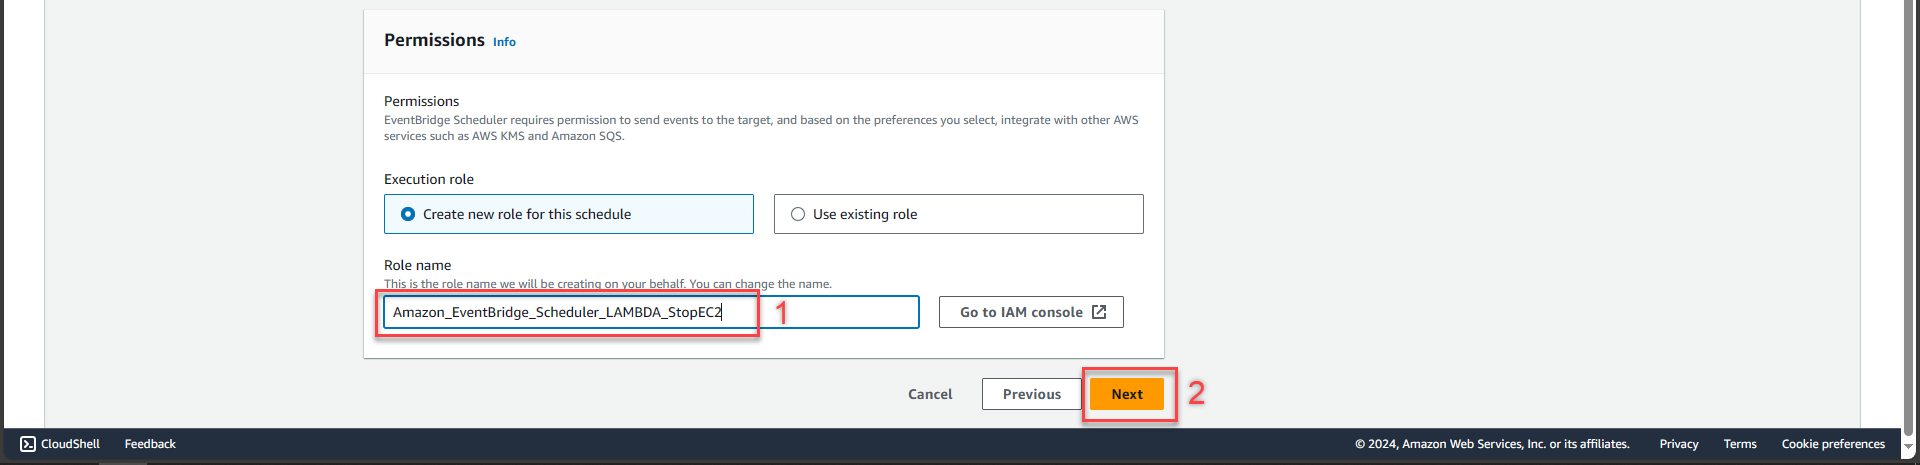 Permissions Info
Permissions
EventBridge Scheduler requires permission to send events to the target, and based on the preferences you select, integrate with other AWS
services such as AWS KMS and Amazon SQS.
Execution role
Create new role for this schedule
Use existing role
Role name
This is the role name we will be creating on your behalf. You can change the name.
Amazon_EventBridge_Scheduler_LAMBDA_StopEC2
1
Go to IAM console
Cancel
Previous
Next
2
CloudShell
Feedback
© 2024, Amazon Web Services, Inc. or its affiliates.
Privacy
Terms
Cookie preferences